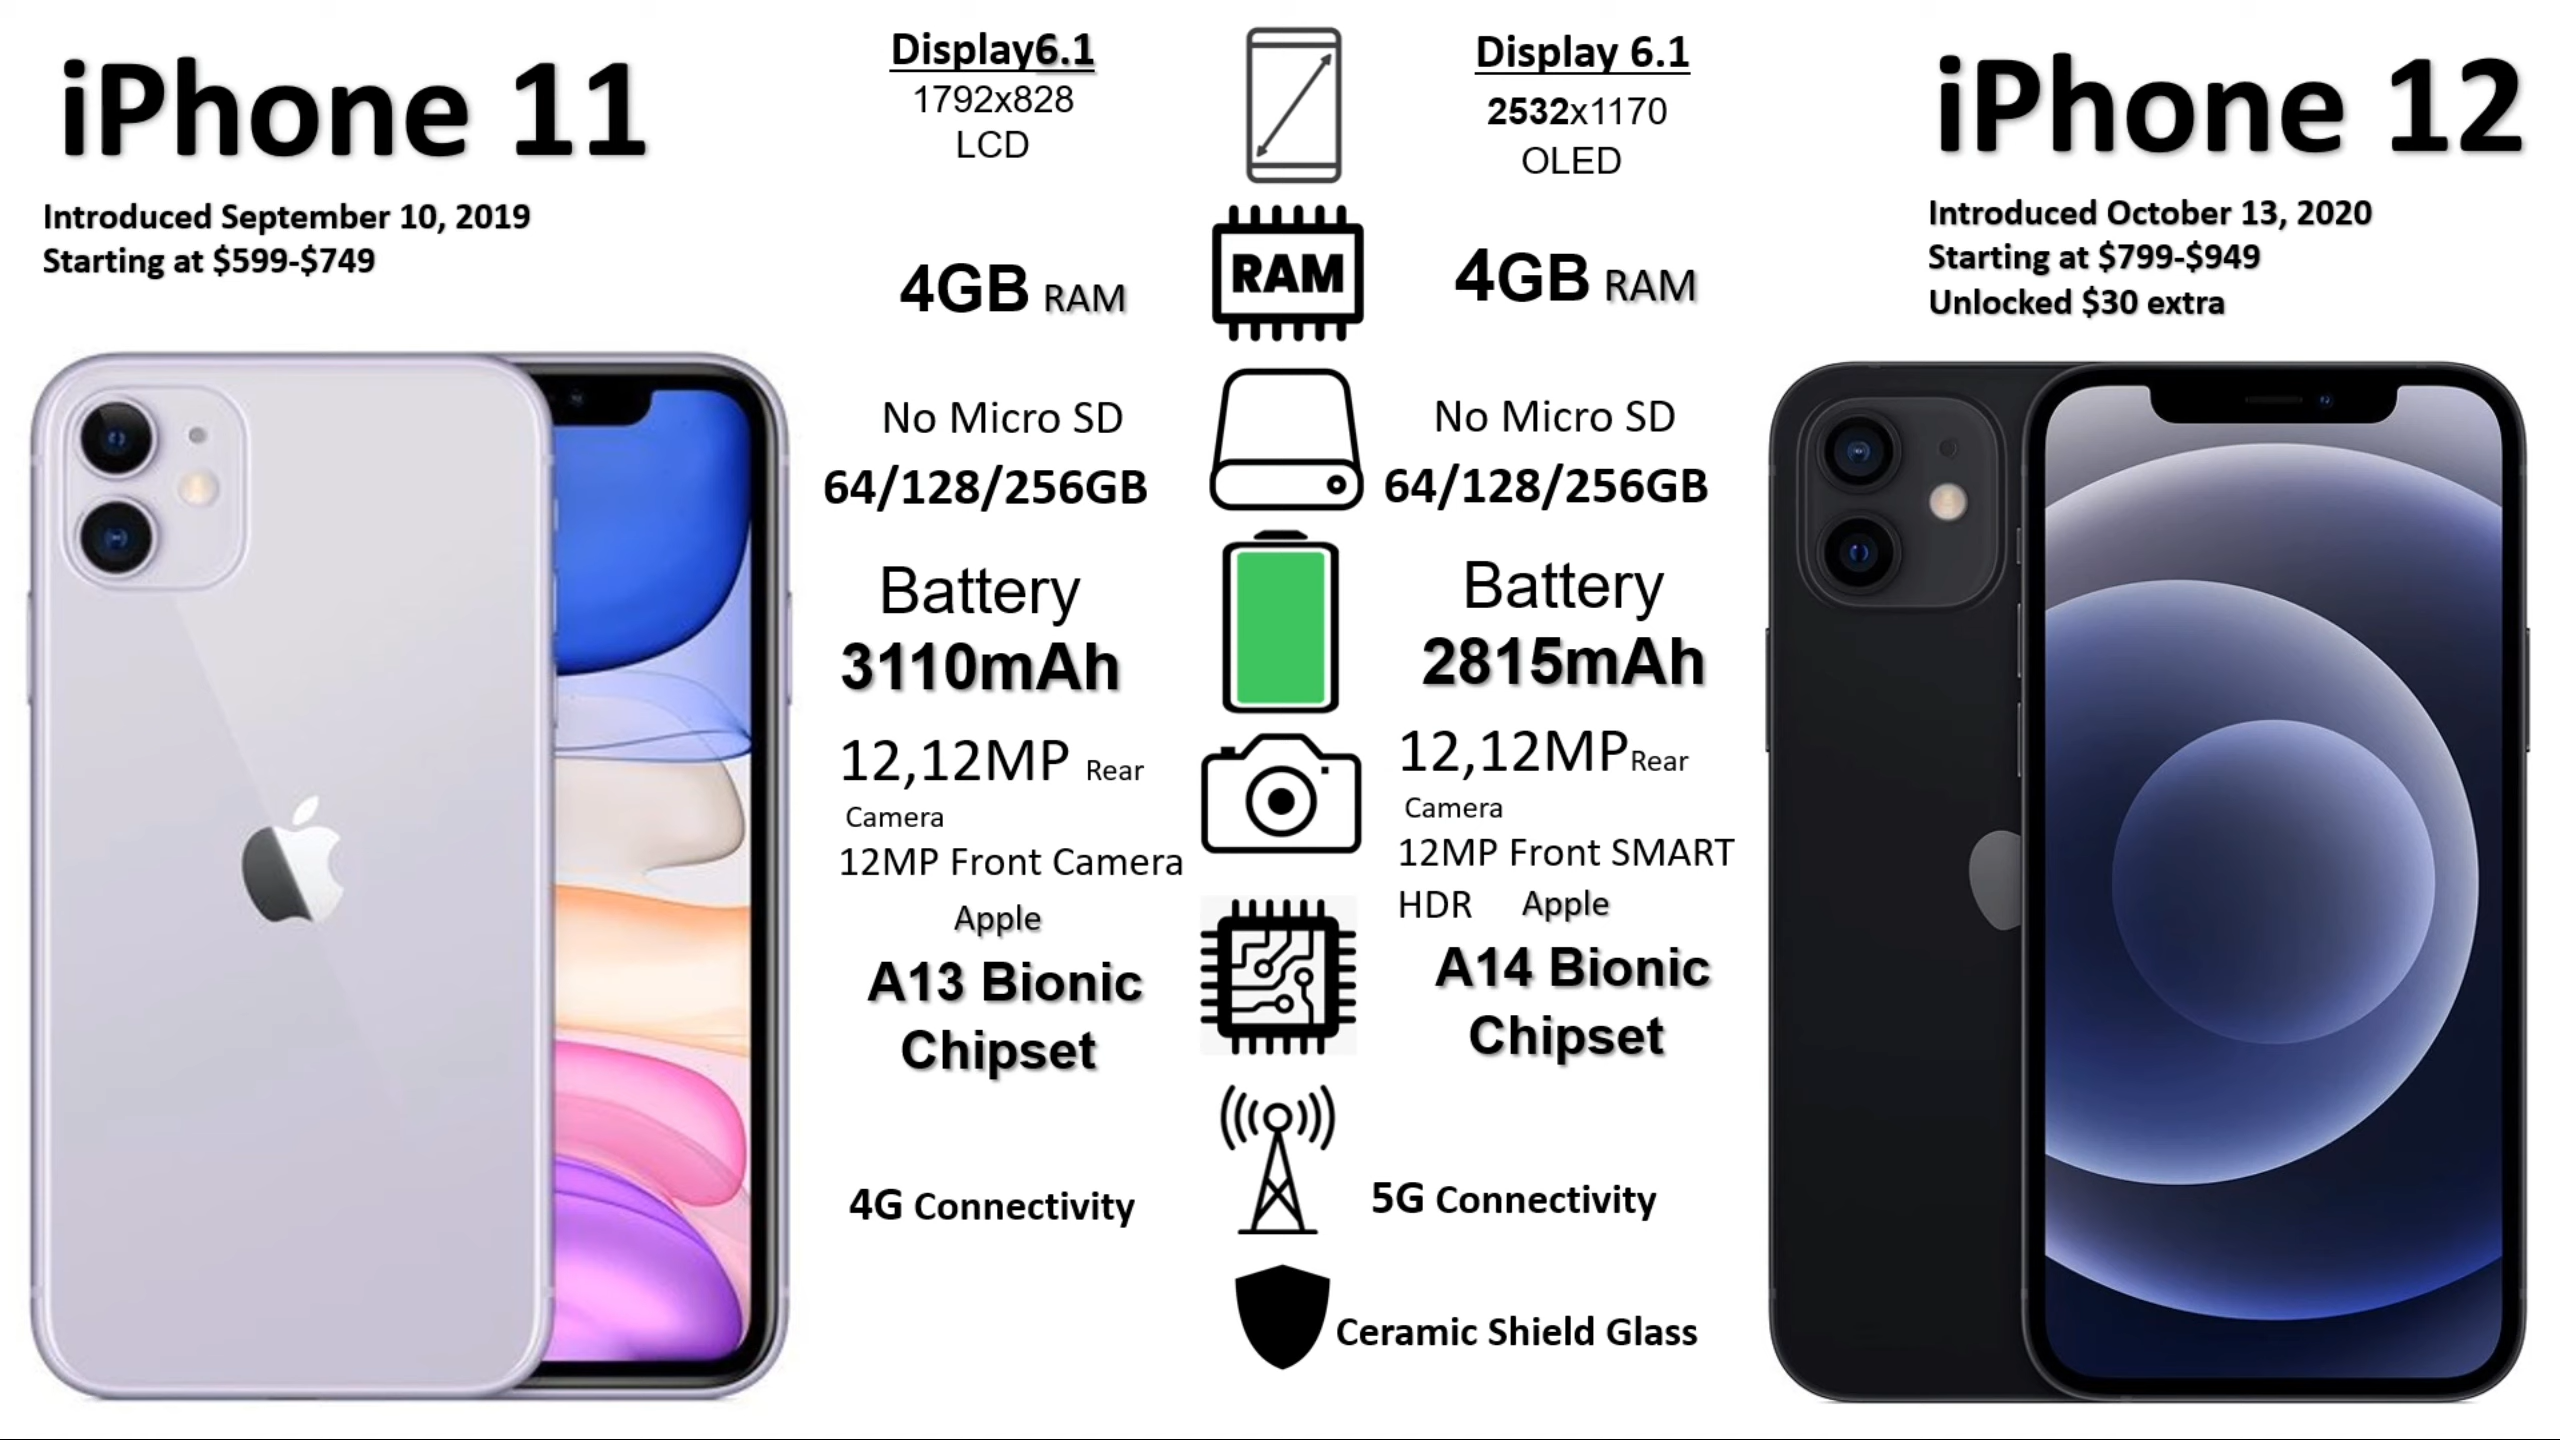 iPhone 11
Introduced September 10, 2019
Starting at $599-$749
Display6.1
1792x828
LCD
4GB RAM
No Micro SD
64/128/256GB
Battery
3110mAh
12,12MP Rear
Camera
12MP Front Camera
Apple
A13 Bionic
Chipset
4G Connectivity
RAM
Display 6.1
2532x1170
OLED
4GB RAM
No Micro SD
64/128/256GB
Battery
2815mAh
12,12MPRear
Camera
12MP Front SMART
HDR Apple
A14 Bionic
Chipset
5G Connectivity
Ceramic Shield Glass
iPhone 12
Introduced October 13, 2020
Starting at $799-$949
Unlocked $30 extra